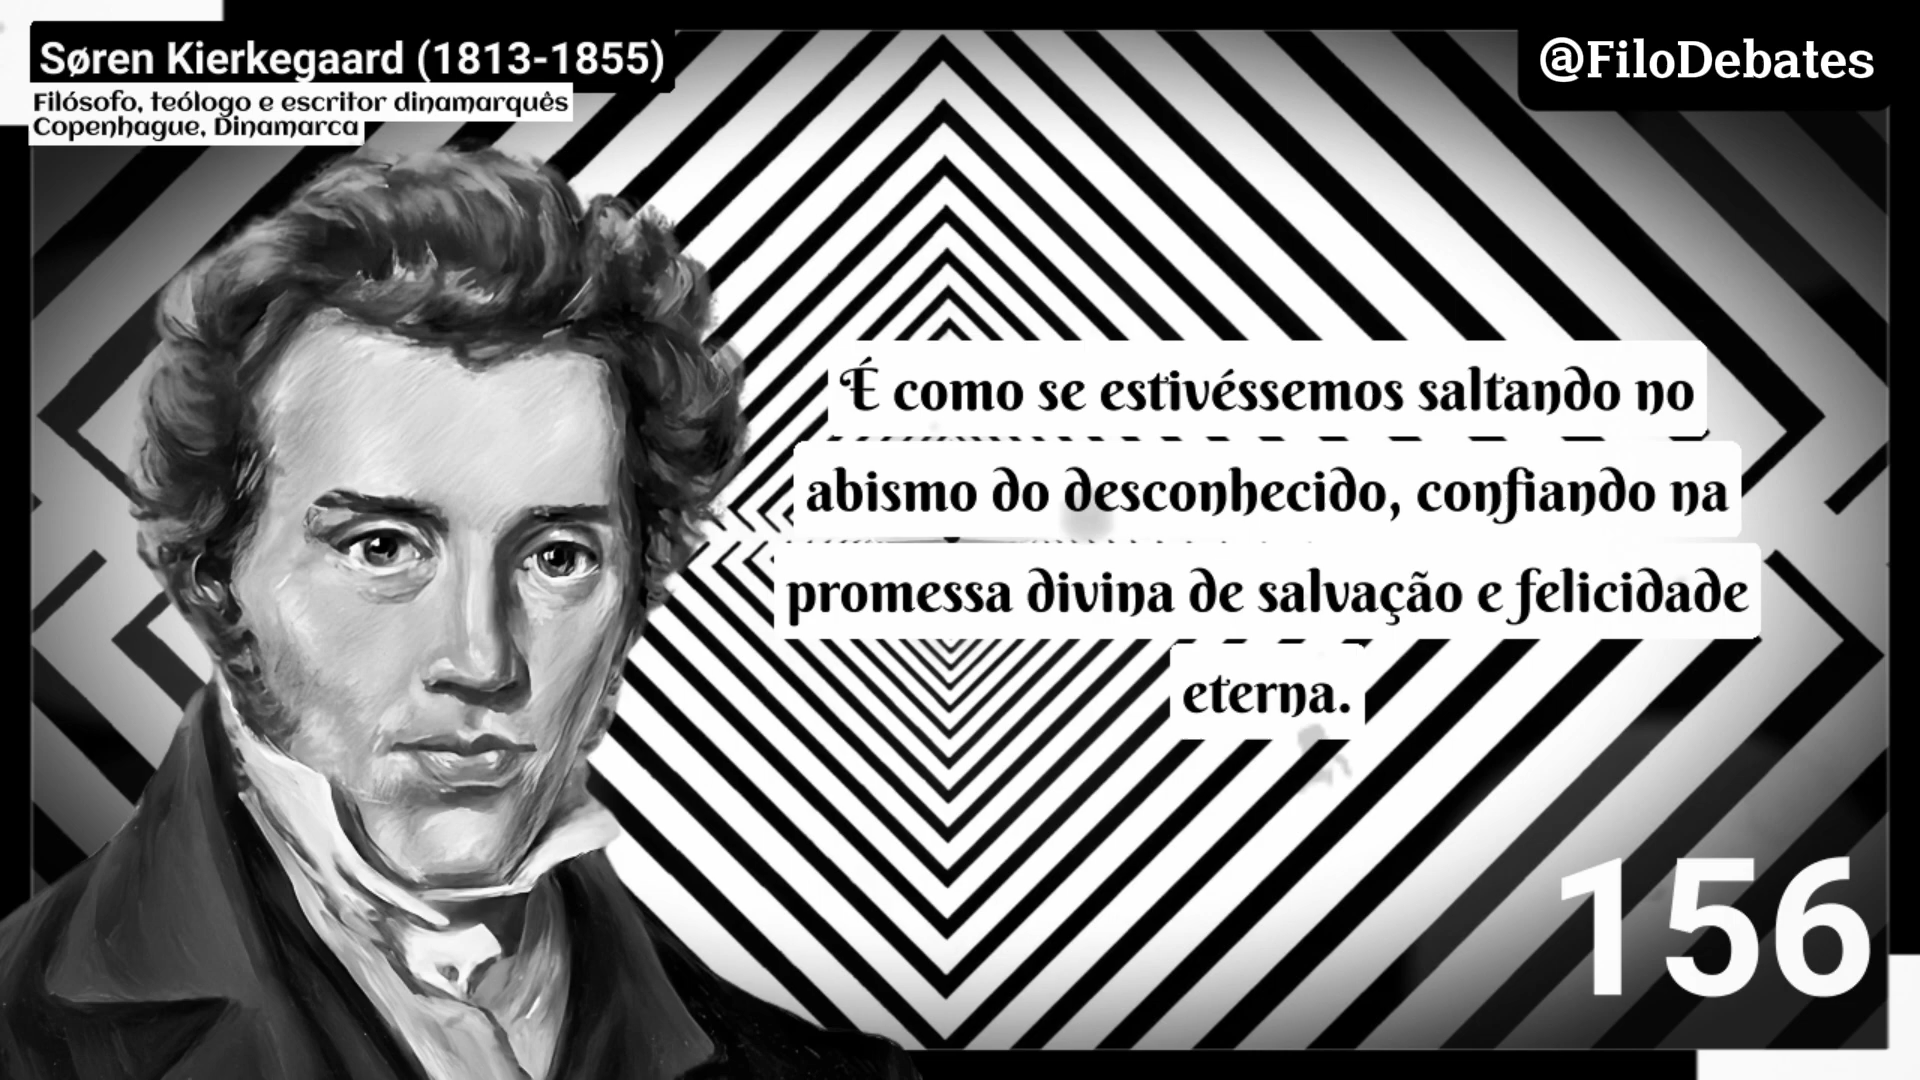 Søren Kierkegaard (1813-1855)
Filósofo, teólogo e escritor dinamarquês
Copenhague, Dinamarca
@FiloDebates
É como se estivéssemos saltando no
abismo do desconhecido, confiando na
promessa divina de salvação e felicidade
eterna.
156